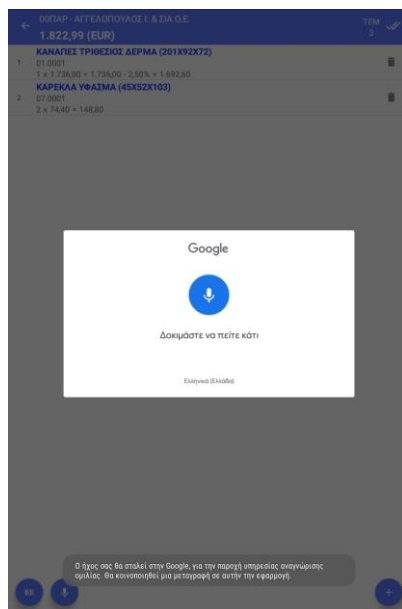 00ΠΑΡ - ΑΓΓΕΛΟΠΟΥΛΟΣ Ι. & ΣΙΑ Ο.Ε.
1.822,99 (EUR)
ΤΕΜ
3
ΚΑΝΑΠΕΣ ΤΡΙΘΕΣΙΟΣ ΔΕΡΜΑ (201X92X72)
1 01.0001
1 x 1.736,00 = 1.736,00 - 2,50% = 1.692,60
ΚΑΡΕΚΛΑ ΥΦΑΣΜΑ (45X52X103)
2 07.0001
2 x 74,40 = 148,80
Google
Δοκιμάστε να πείτε κάτι
Ελληνικά (Ελλάδα)
Ο ήχος σας θα σταλεί στην Google, για την παροχή υπηρεσίας αναγνώρισης
ομιλίας. Θα κοινοποιηθεί μια μεταγραφή σε αυτήν την εφαρμογή.